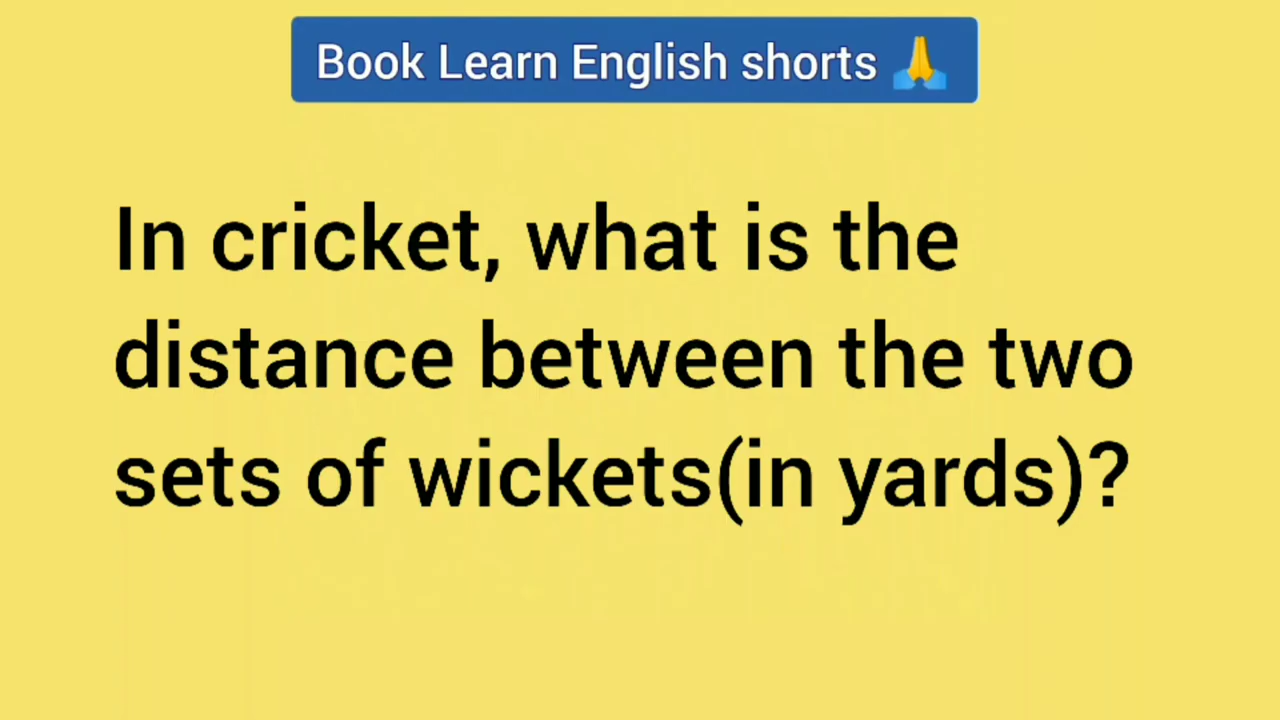 Book Learn English shorts 🙏
In cricket, what is the
distance between the two
sets of wickets(in yards)?